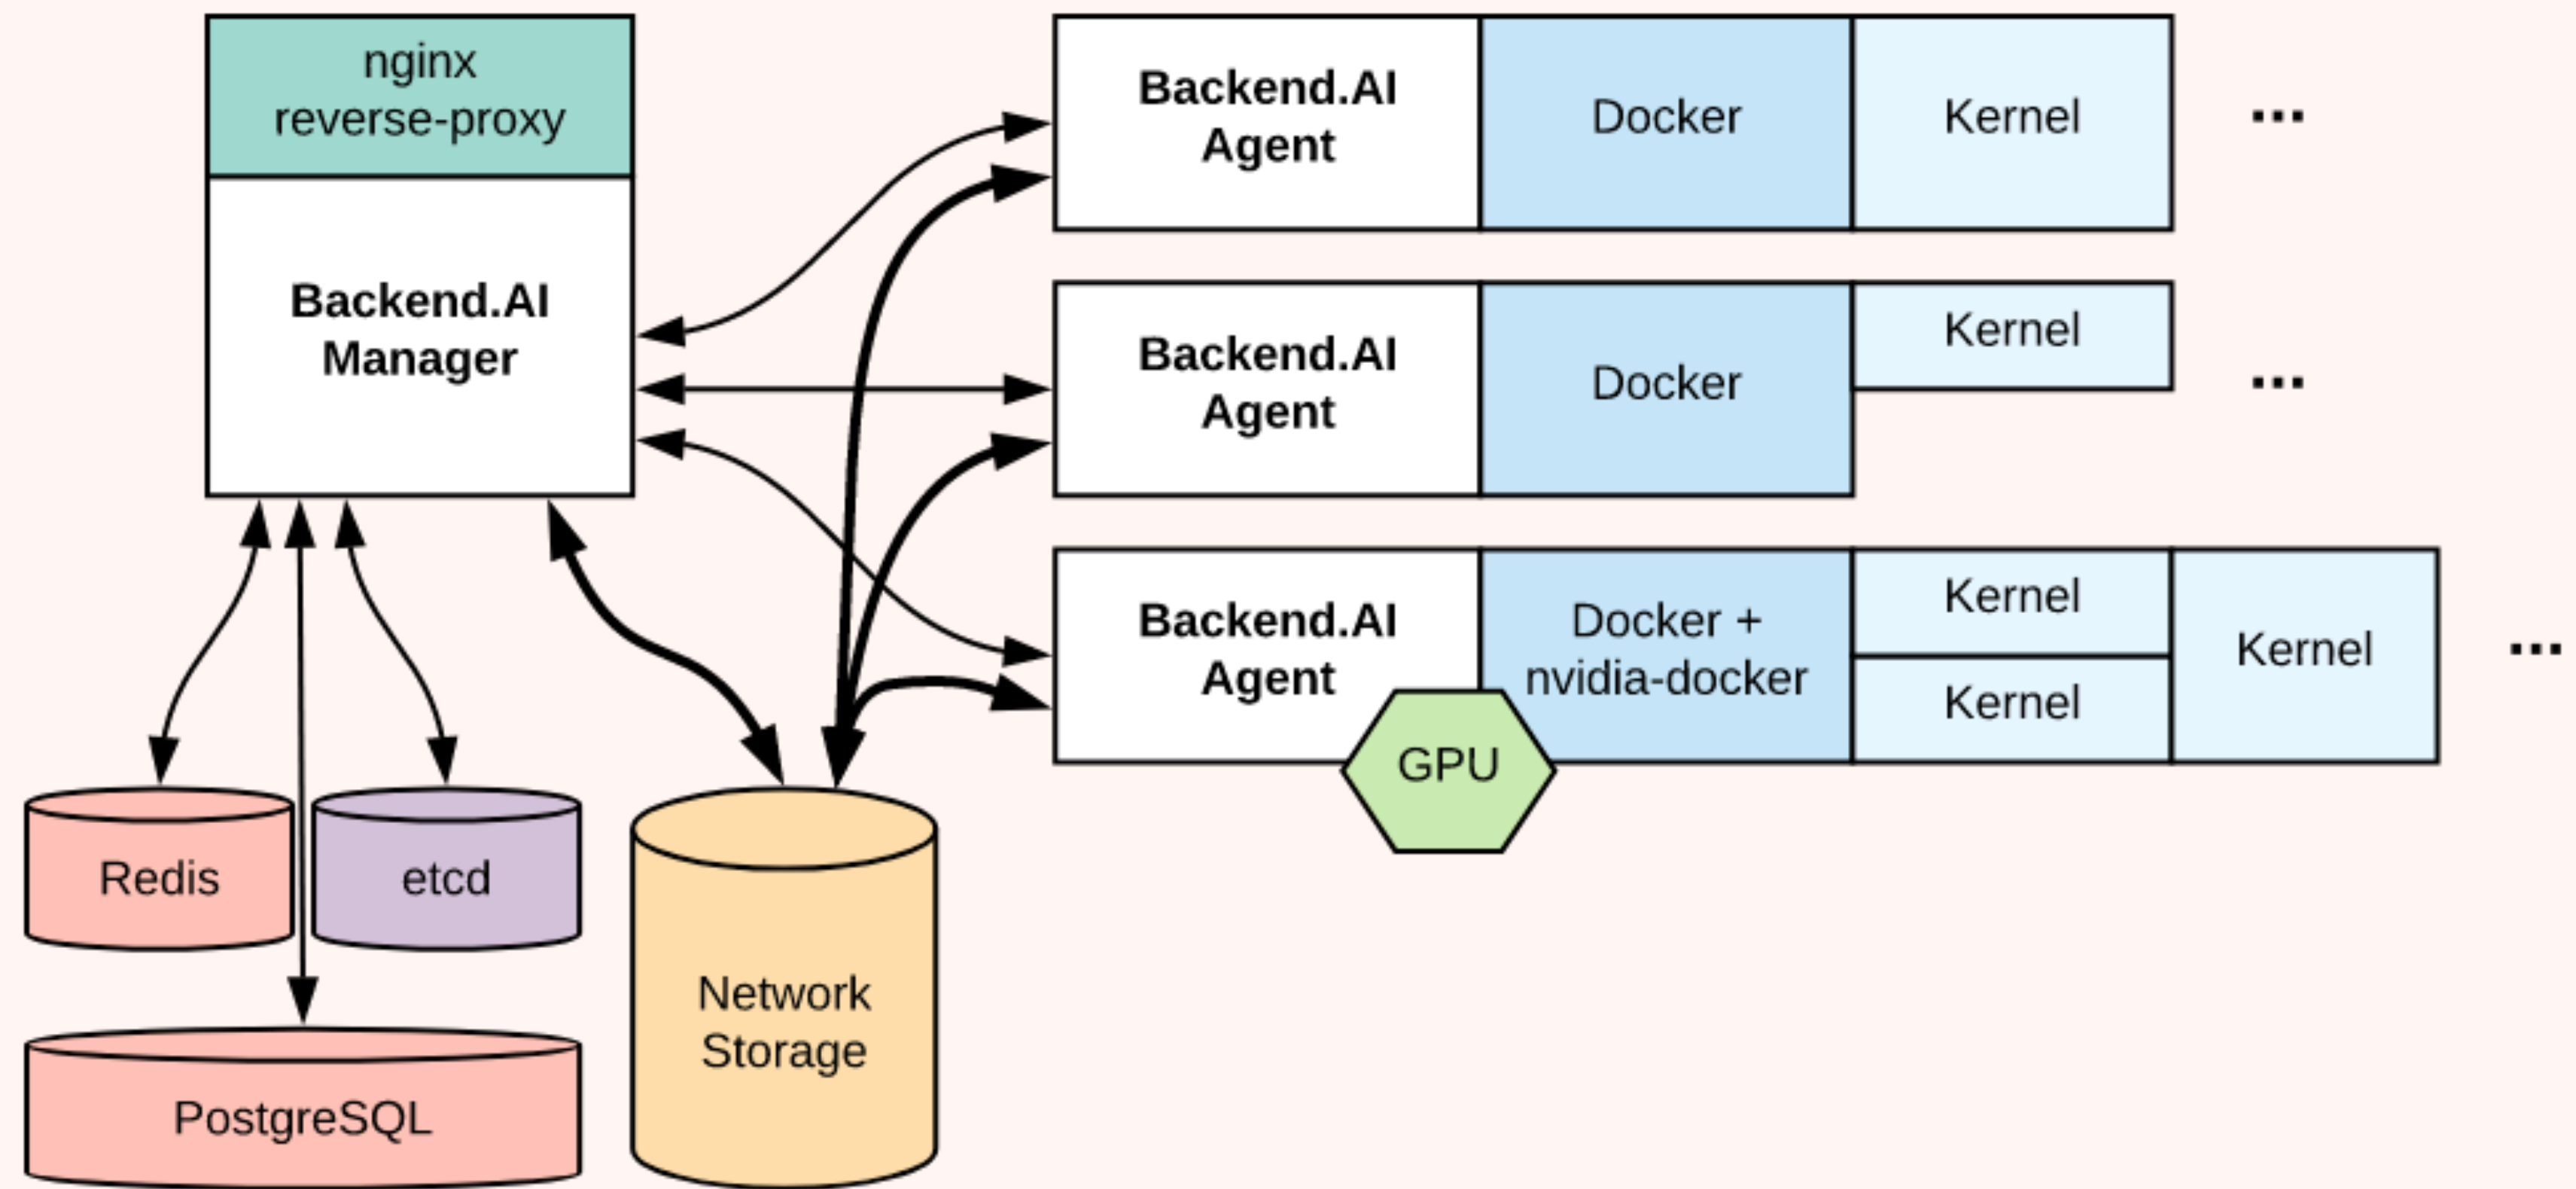 nginx
reverse-proxy
Backend.AI
Manager
Backend.AI
Agent
Docker
Kernel
...
Backend.AI
Agent
Docker
Kernel
...
Backend.AI
Agent
Docker +
nvidia-docker
Kernel
Kernel
Kernel
...
GPU
Redis
etcd
Network
Storage
PostgreSQL